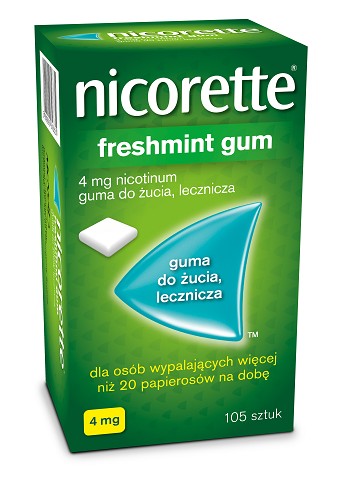 nicorette®
freshmint gum
4 mg nicotinum
guma do żucia, lecznicza
guma
do żucia,
lecznicza
™
dla osób wypalających więcej
niż 20 papierosów na dobę
4 mg
105 sztuk
nicorette